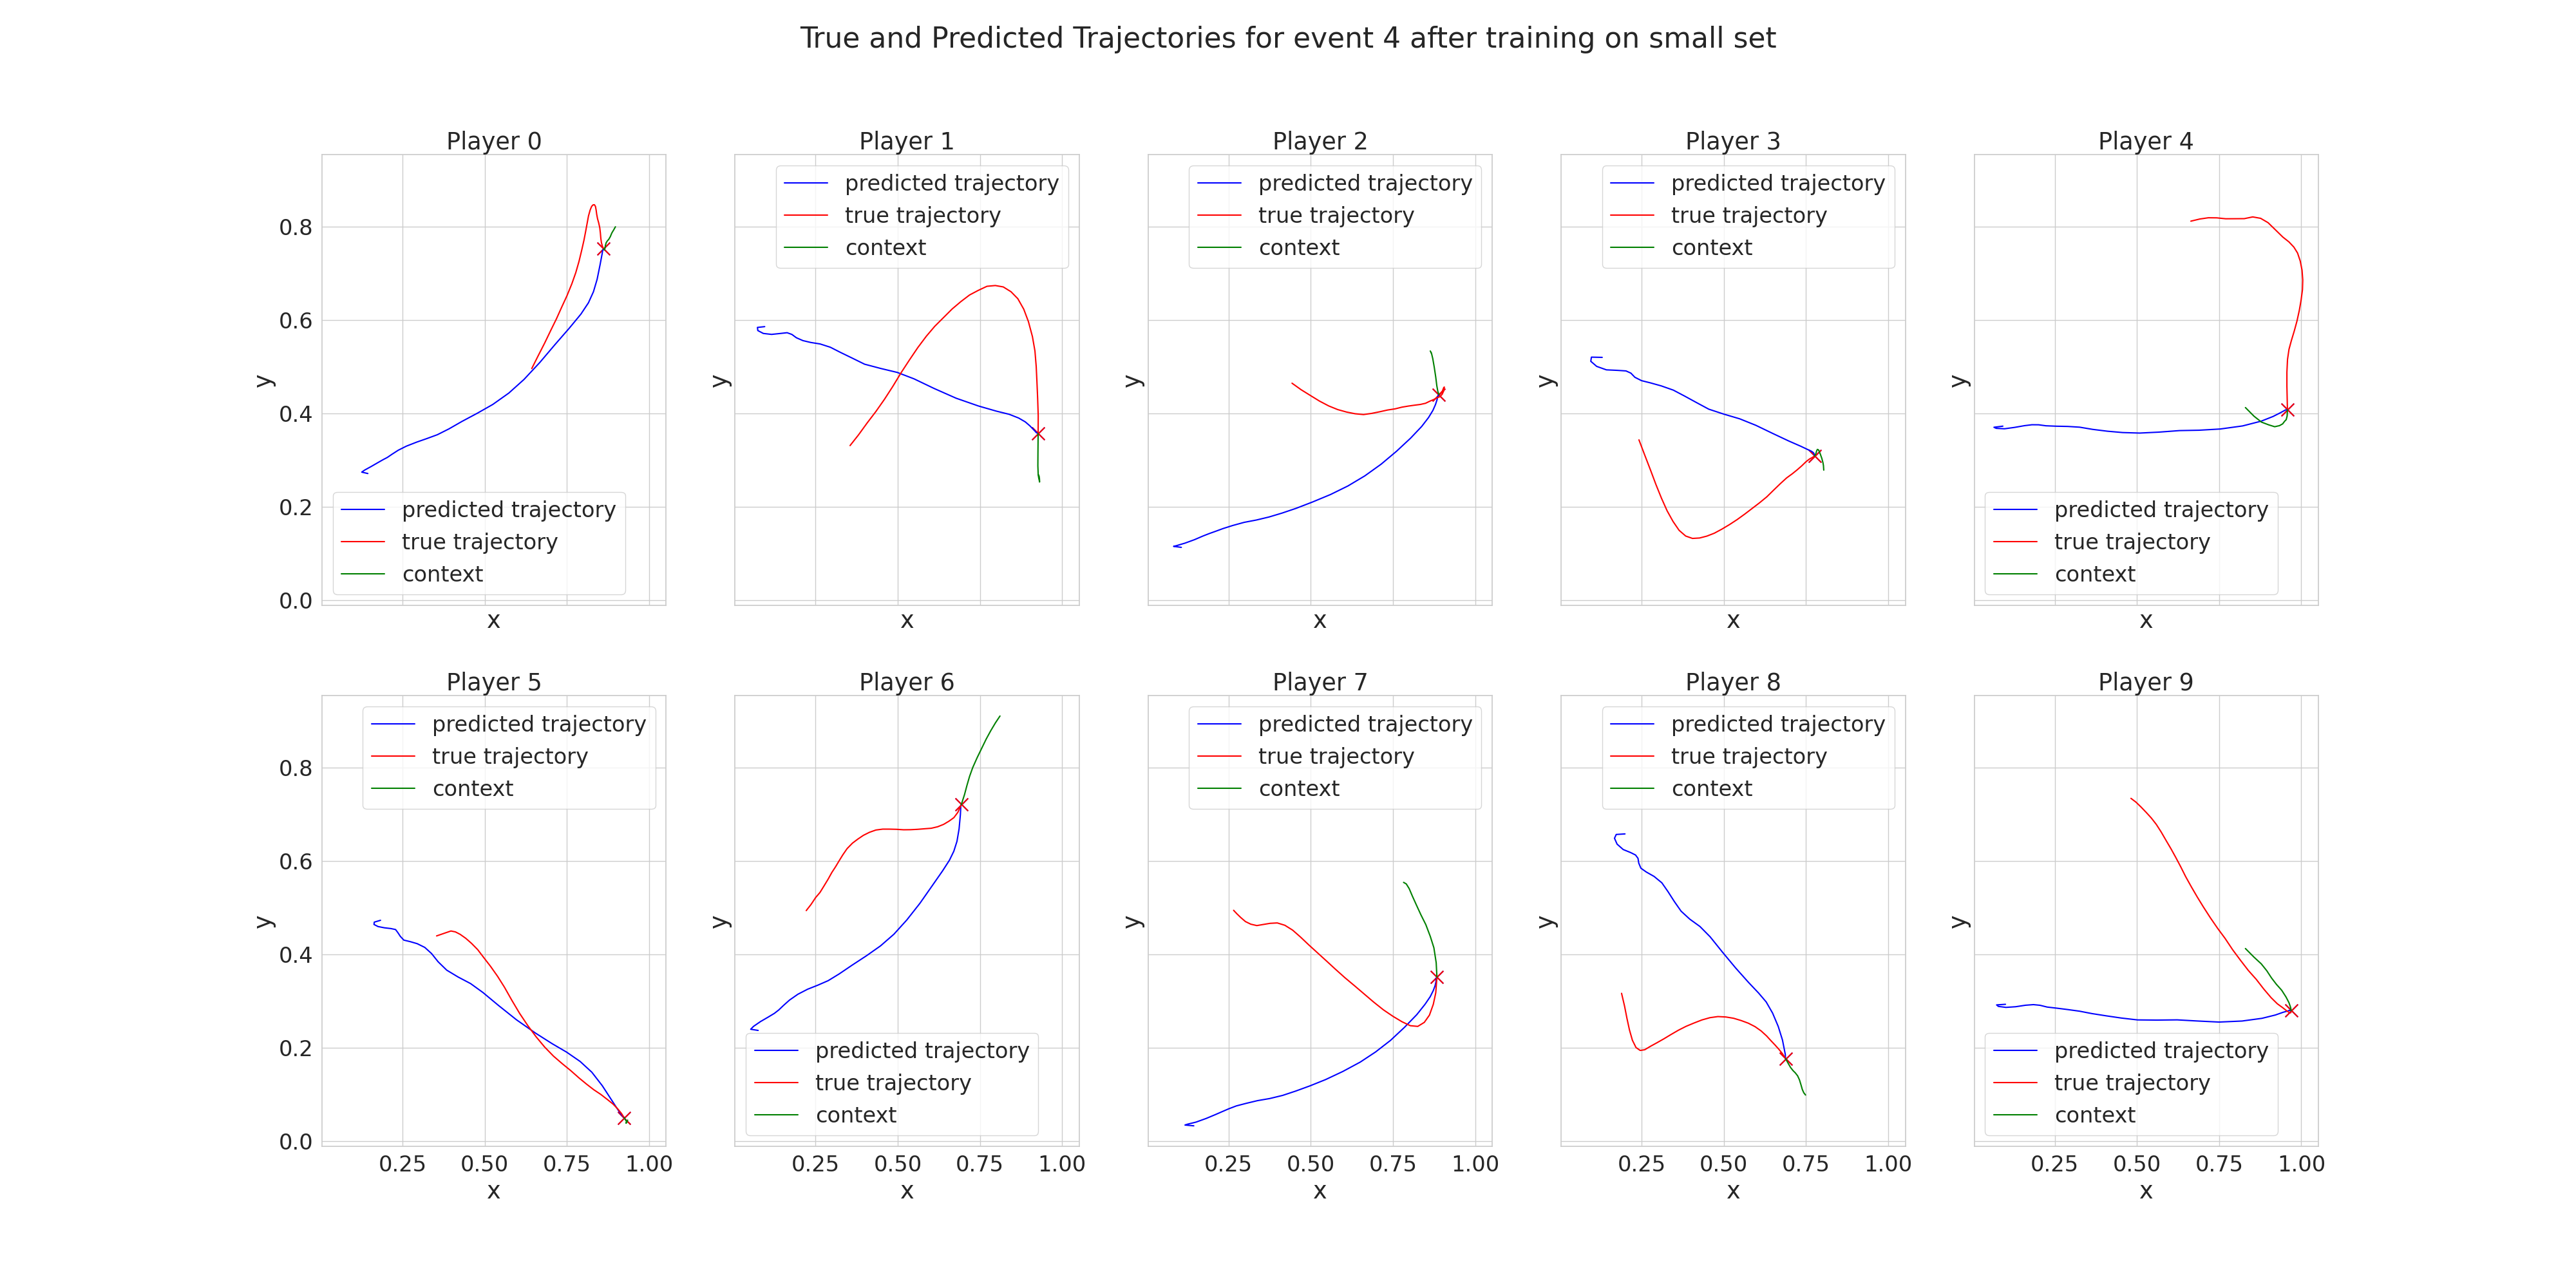 True and Predicted Trajectories for event 4 after training on small set
Player 0
Player 1
Player 2
Player 3
Player 4
predicted trajectory
true trajectory
context
predicted trajectory
true trajectory
context
predicted trajectory
true trajectory
context
predicted trajectory
true trajectory
context
predicted trajectory
true trajectory
context
0.8
0.6
0.4
0.2
0.0
y
y
y
y
y
x
x
x
x
x
Player 5
Player 6
Player 7
Player 8
Player 9
predicted trajectory
true trajectory
context
predicted trajectory
true trajectory
context
predicted trajectory
true trajectory
context
predicted trajectory
true trajectory
context
predicted trajectory
true trajectory
context
0.8
0.6
0.4
0.2
0.0
y
y
y
y
y
0.25 0.50 0.75 1.00
0.25 0.50 0.75 1.00
0.25 0.50 0.75 1.00
0.25 0.50 0.75 1.00
0.25 0.50 0.75 1.00
x
x
x
x
x